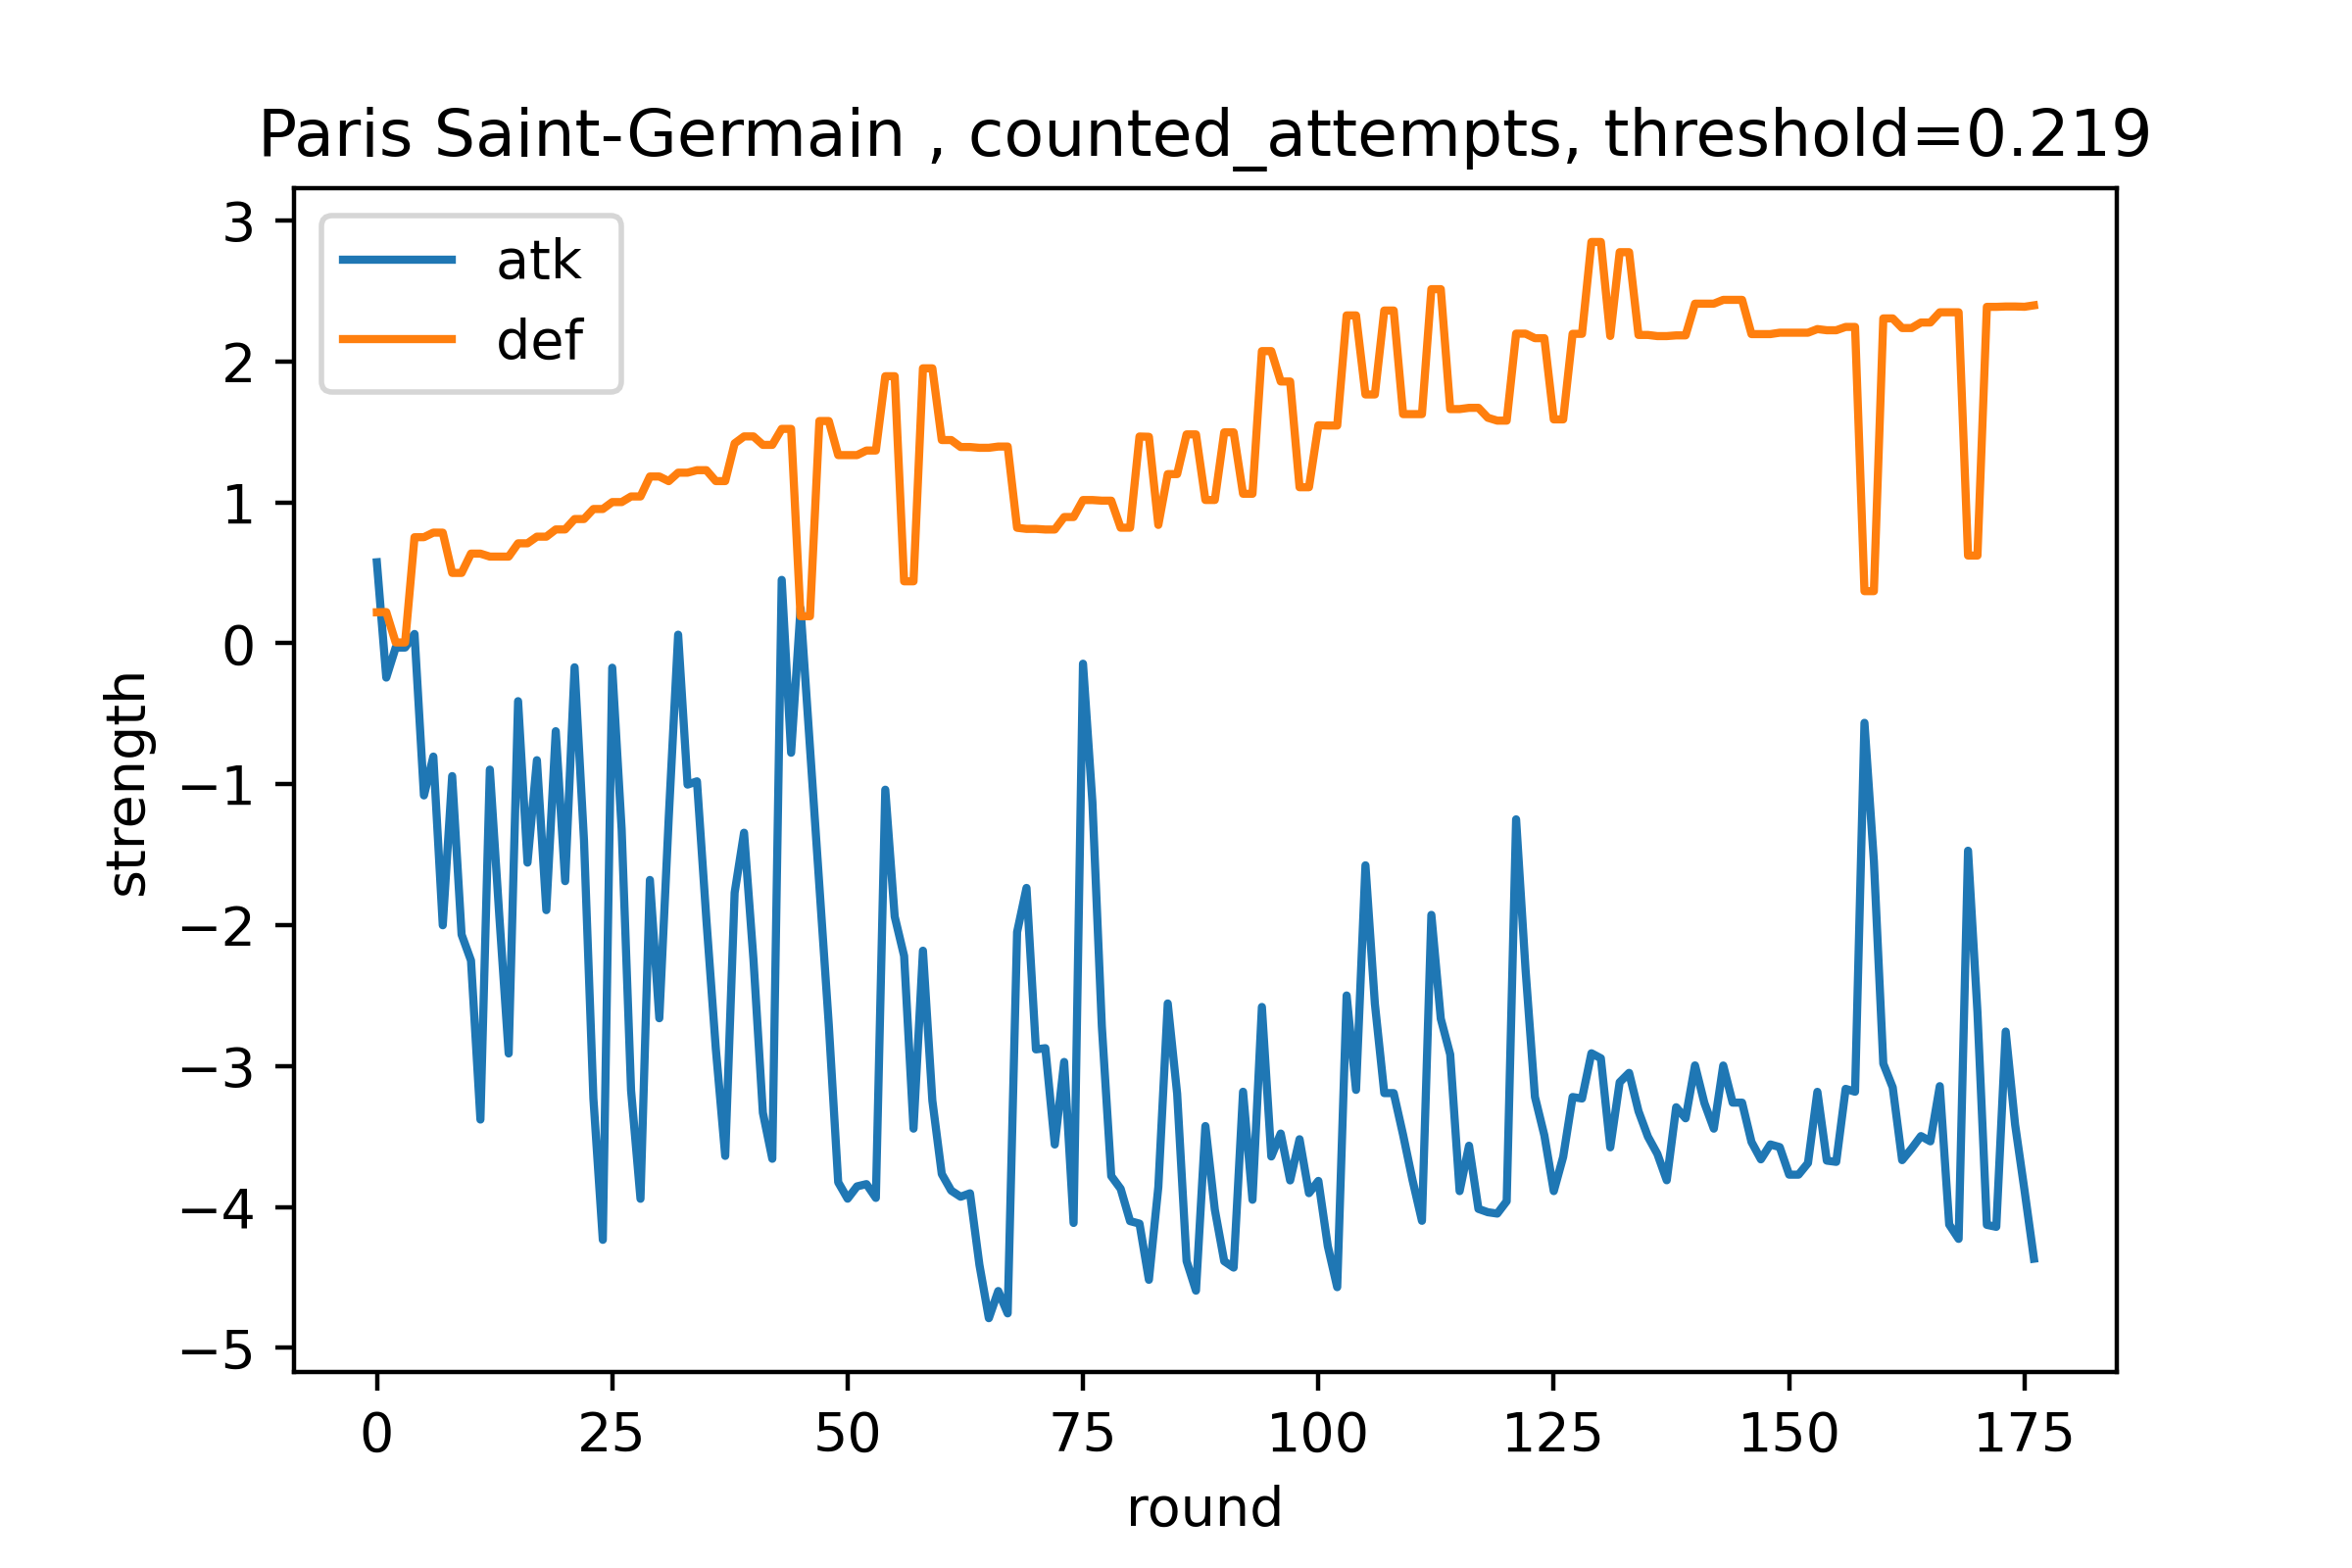 Paris Saint-Germain , counted_attempts, threshold=0.219
atk
def
3
2
1
0
−1
−2
−3
−4
−5
strength
0 25 50 75 100 125 150 175
round